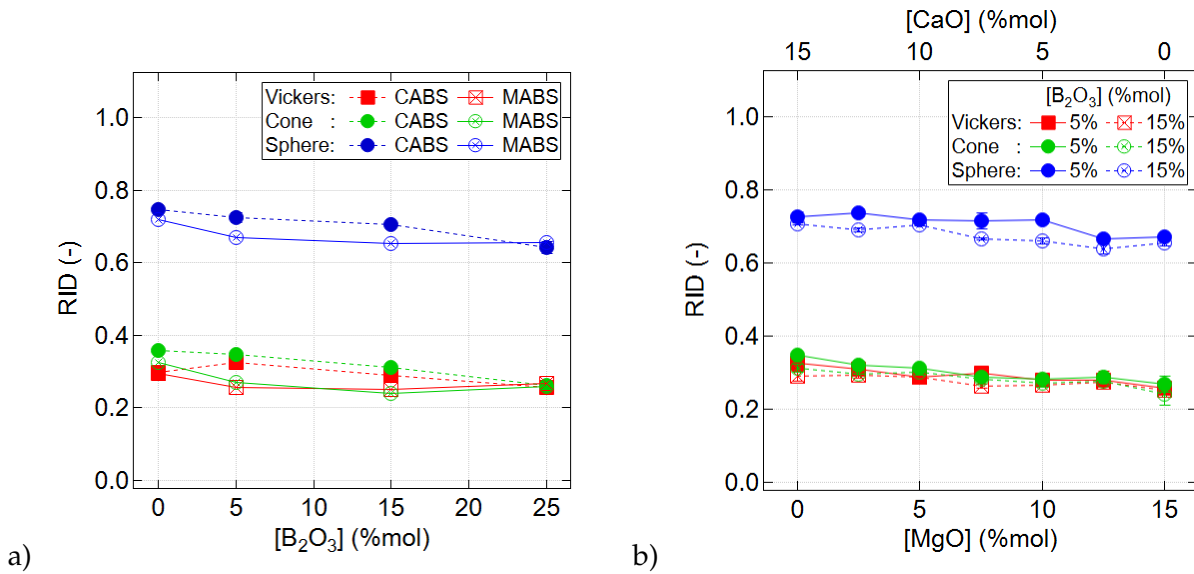 Vickers: CABS MABS
Cone : CABS MABS
Sphere: CABS MABS
1.0
0.8
0.6
0.4
0.2
0.0
RID (-)
0 5 10 15 20 25
[B₂O₃] (%mol)
a)
[CaO] (%mol)
15 10 5 0
[B₂O₃] (%mol)
Vickers: 5% 15%
Cone : 5% 15%
Sphere: 5% 15%
1.0
0.8
0.6
0.4
0.2
0.0
RID (-)
0 5 10 15
[MgO] (%mol)
b)